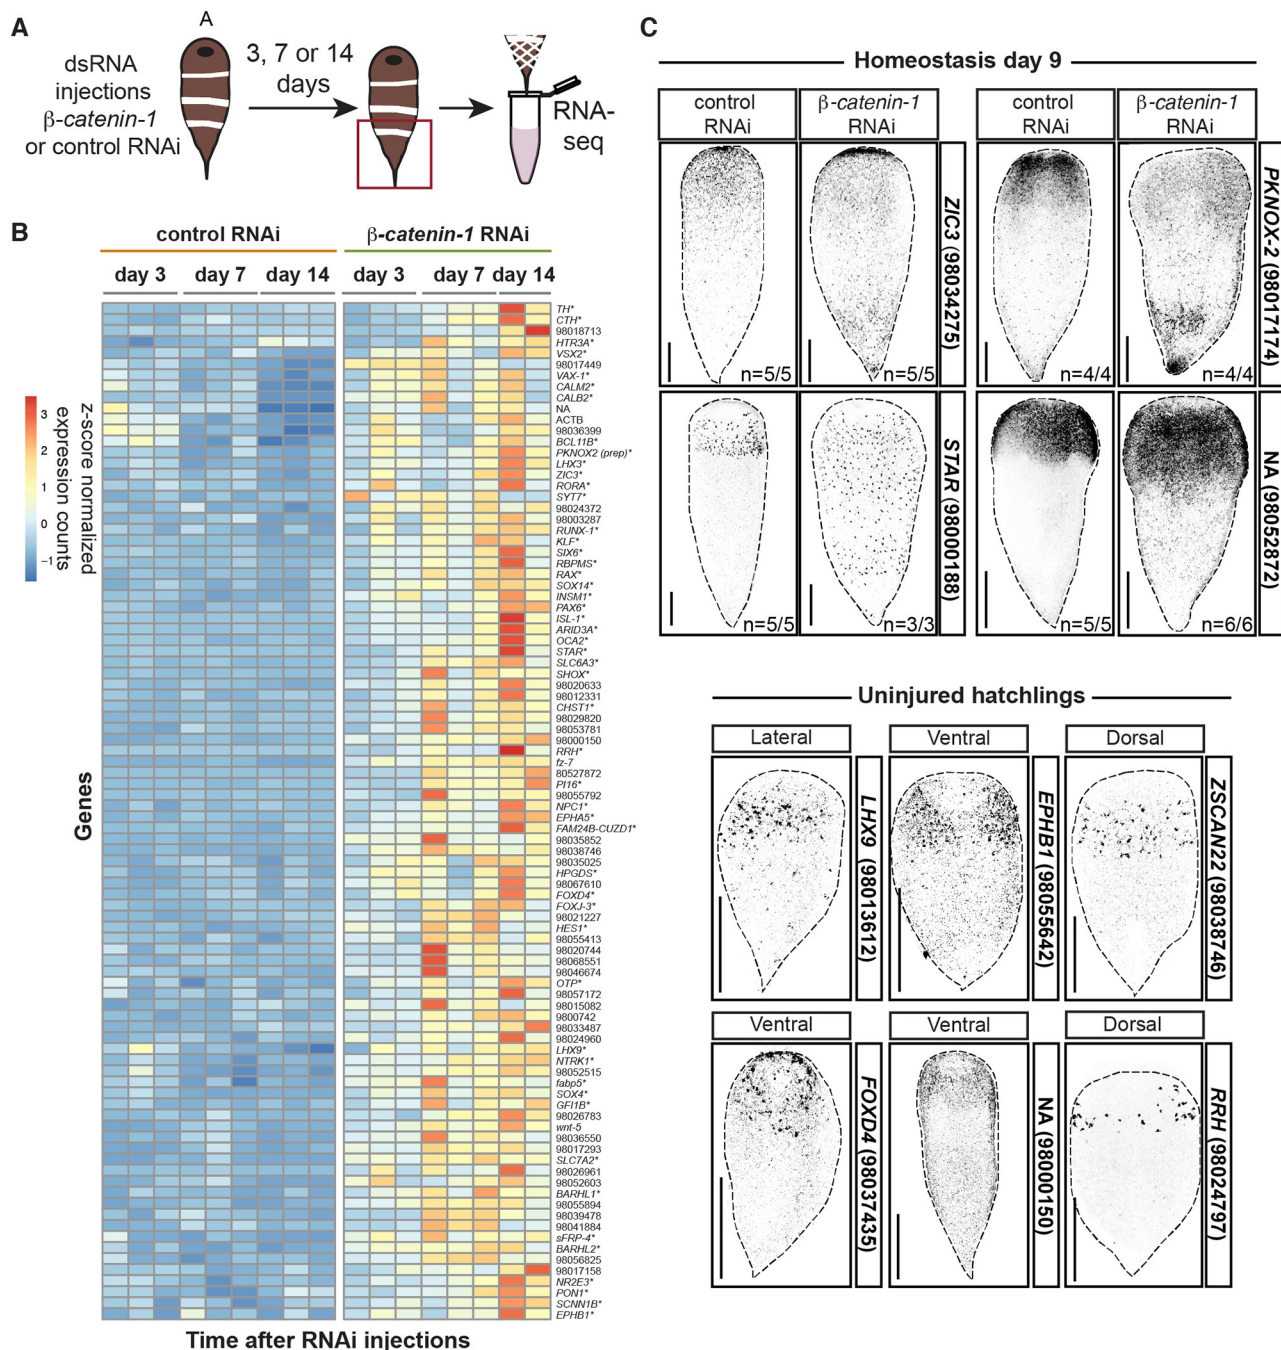 A
A
dsRNA
injections
β-catenin-1
or control RNAi
3, 7 or 14
days
RNA-
seq
B
control RNAi
β-catenin-1 RNAi
day 3
day 7
day 14
day 3
day 7
day 14
z-score normalized
expression counts
3
2
1
0
−1
Genes
TH*
CTH*
98018713
HTR3A*
VSX2*
98017449
VAX-1*
CALM2*
CALB2*
NA
ACTB
98036399
BCL11B*
PKNOX2 (prep)*
LHX3*
ZIC3*
RORA*
SYT7*
98024372
98003287
RUNX-1*
KLF*
SIX6*
RBPMS*
RAX*
SOX14*
INSM1*
PAX6*
ISL-1*
ARID3A*
OCA2*
STAR*
SLC6A3*
SHOX*
98020633
98012331
CHST1*
98029820
98053781
98000150
RRH*
fz-7
80527872
PI16*
98055792
NPC1*
EPHA5*
FAM24B-CUZD1*
98035852
98038746
98035025
HPGDS*
98067610
FOXD4*
FOXJ-3*
98021227
HES1*
98055413
98020744
98068551
98046674
OTP*
98057172
98015082
9800742
98033487
98024960
LHX9*
NTRK1*
98052515
fabp5*
SOX4*
GFI1B*
98026783
wnt-5
98036550
98017293
SLC7A2*
98026961
98052603
BARHL1*
98055894
98039478
98041884
sFRP-4*
BARHL2*
98056825
98017158
NR2E3*
PON1*
SCNN1B*
EPHB1*
Time after RNAi injections
C
Homeostasis day 9
control
RNAi
β-catenin-1
RNAi
control
RNAi
β-catenin-1
RNAi
n=5/5
n=5/5
ZIC3 (98034275)
n=4/4
n=4/4
PKNOX-2 (98017174)
n=5/5
n=3/3
STAR (98000188)
n=5/5
n=6/6
NA (98052872)
Uninjured hatchlings
Lateral
LHX9 (98013612)
Ventral
EPHB1 (98055642)
Dorsal
ZSCAN22 (98038746)
Ventral
FOXD4 (98037435)
Ventral
NA (98000150)
Dorsal
RRH (98024797)